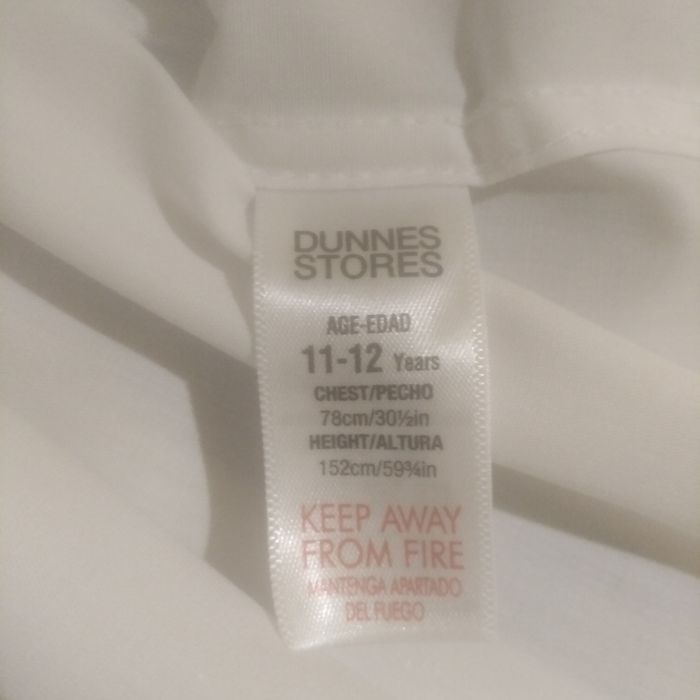 DUNNES
STORES
AGE-EDAD
11-12 Years
CHEST/PECHO
78cm/30½in
HEIGHT/ALTURA
152cm/59¾in
KEEP AWAY
FROM FIRE
MANTENGA APARTADO
DEL FUEGO